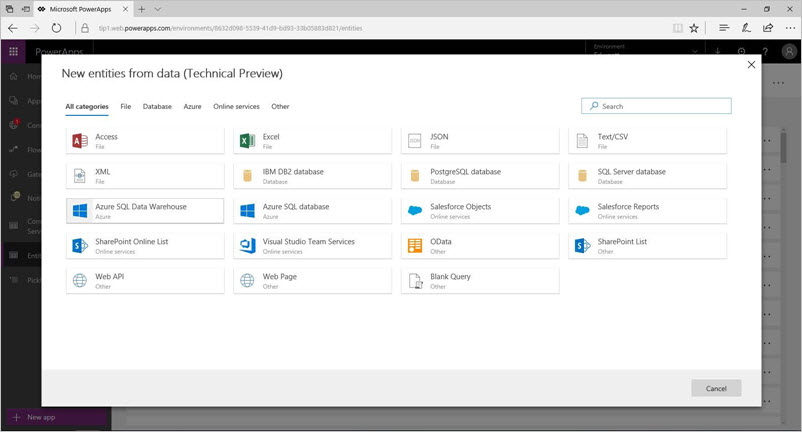 Microsoft PowerApps
tip1.web.powerapps.com/environments/8632d098-5539-41d9-bd93-33b05883d821/entities
PowerApps
Environment
New entities from data (Technical Preview)
All categories File Database Azure Online services Other
Search
Access
File
Excel
File
JSON
File
Text/CSV
File
XML
File
IBM DB2 database
Database
PostgreSQL database
Database
SQL Server database
Database
Azure SQL Data Warehouse
Azure
Azure SQL database
Azure
Salesforce Objects
Online services
Salesforce Reports
Online services
SharePoint Online List
Online services
Visual Studio Team Services
Online services
OData
Other
SharePoint List
Other
Web API
Other
Web Page
Other
Blank Query
Other
Cancel
Hom
App
Con
Flow
Gate
Noti
Com
Serv
Entit
Pick
New app